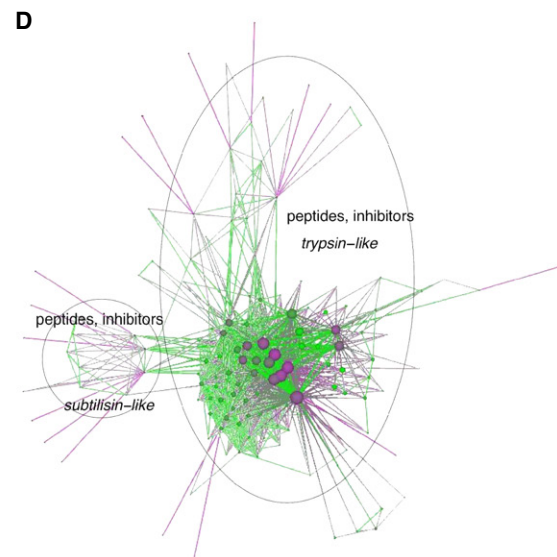 D
peptides, inhibitors
trypsin−like
peptides, inhibitors
subtilisin−like